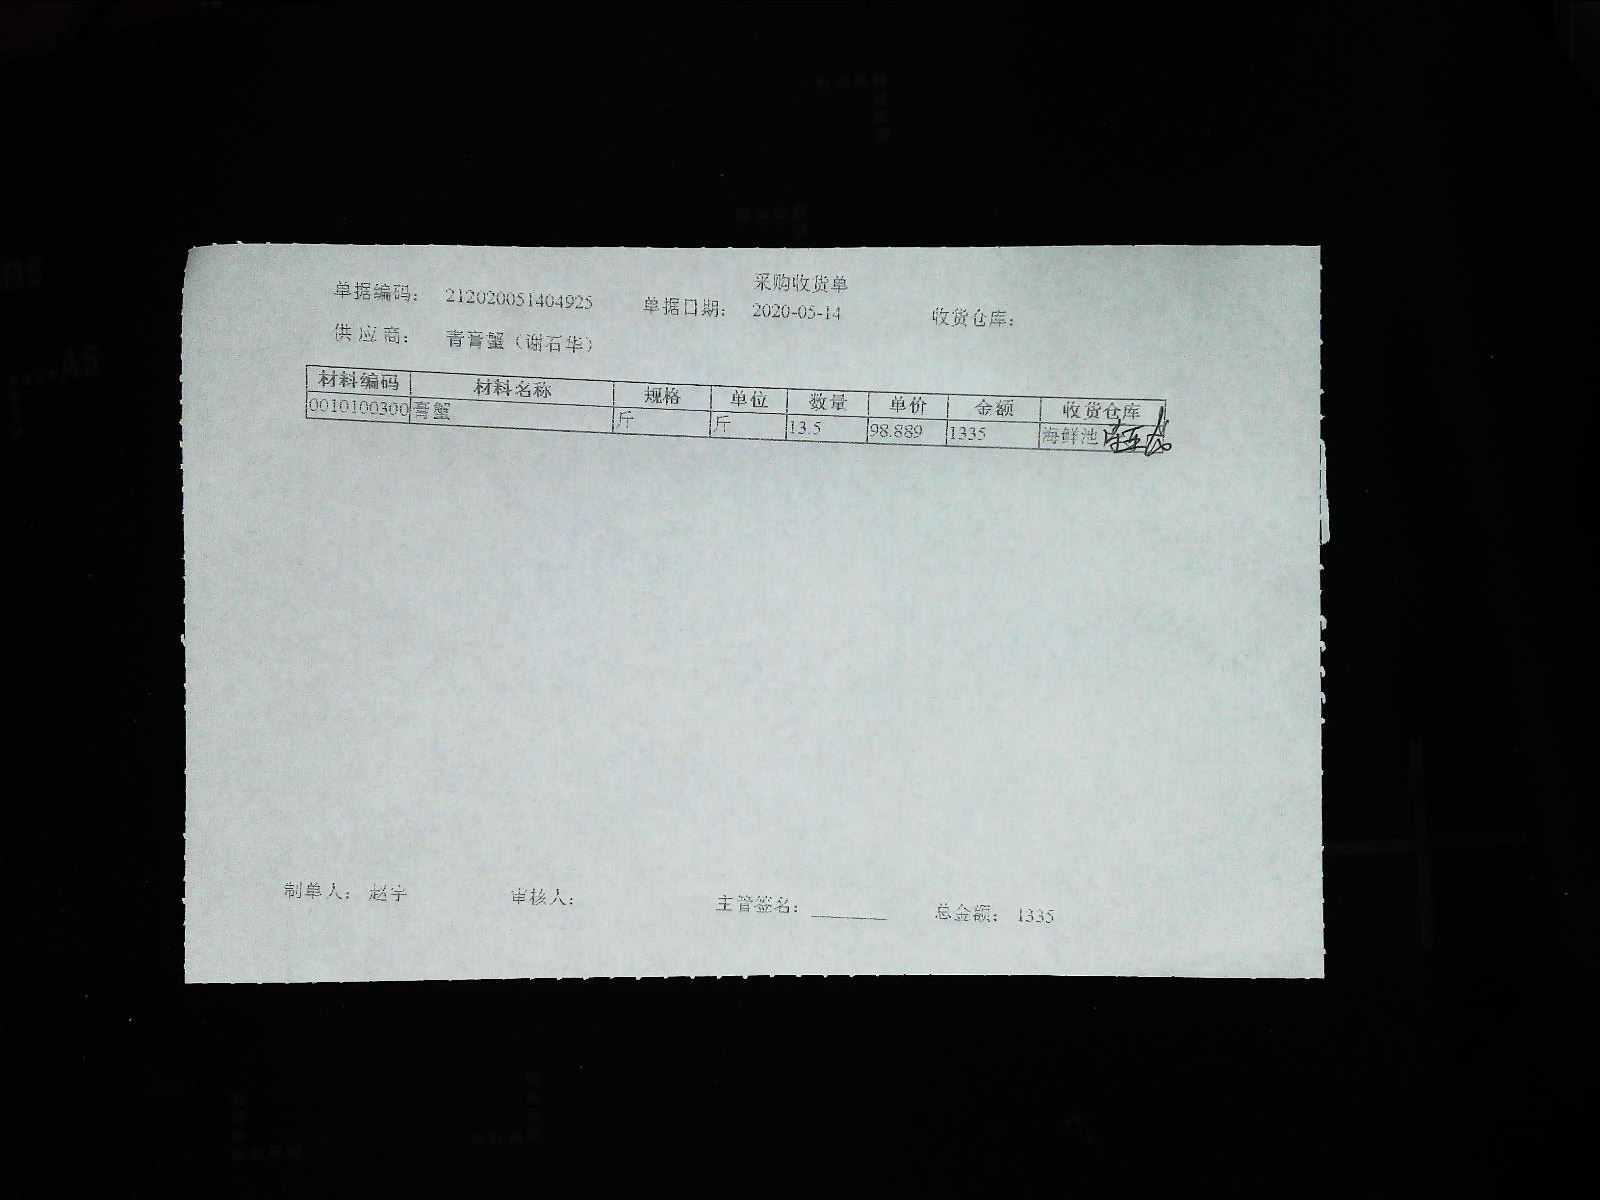 采购收货单
单据编码： 212020051404925 单据日期： 2020-05-14 收货仓库：
供应商： 青膏蟹（谢石华）
材料编码 材料名称 规格 单位 数量 单价 金额 收货仓库
0010100300 膏蟹 斤 斤 13.5 98.889 1335 海鲜池
制单人： 赵宇 审核人： 主管签名： ________ 总金额： 1335